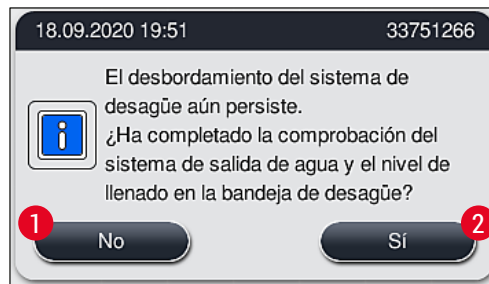 18.09.2020 19:51 33751266
El desbordamiento del sistema de
desagüe aún persiste.
¿Ha completado la comprobación del
sistema de salida de agua y el nivel de
llenado en la bandeja de desagüe?
1 No Sí 2